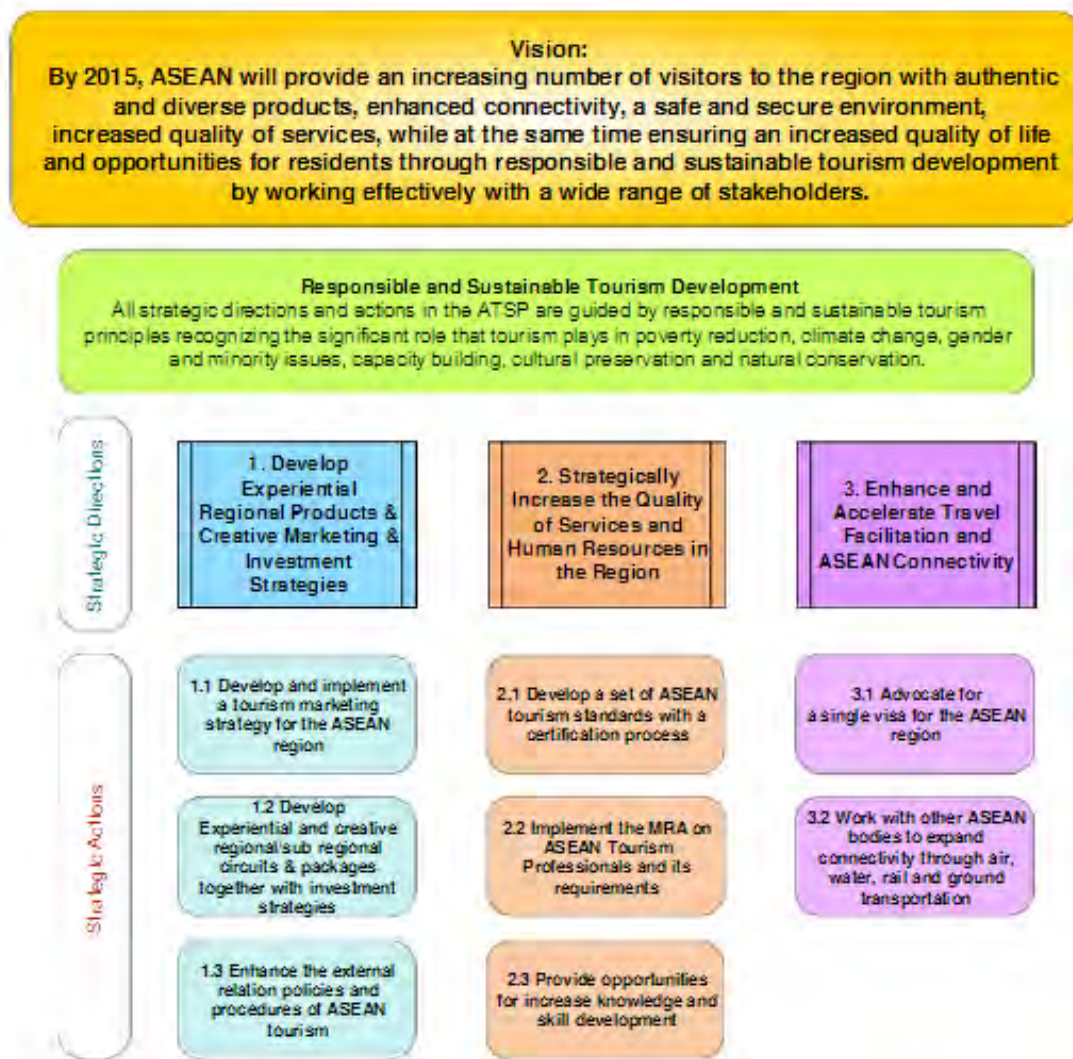 Vision:
By 2015, ASEAN will provide an increasing number of visitors to the region with authentic
and diverse products, enhanced connectivity, a safe and secure environment,
increased quality of services, while at the same time ensuring an increased quality of life
and opportunities for residents through responsible and sustainable tourism development
by working effectively with a wide range of stakeholders.
Responsible and Sustainable Tourism Development
All strategic directions and actions in the ATSP are guided by responsible and sustainable tourism
principles recognizing the significant role that tourism plays in poverty reduction, climate change, gender
and minority issues, capacity building, cultural preservation and natural conservation.
Strategic Directions
1. Develop
Experiential
Regional Products &
Creative Marketing &
Investment
Strategies
2. Strategically
Increase the Quality
of Services and
Human Resources in
the Region
3. Enhance and
Accelerate Travel
Facilitation and
ASEAN Connectivity
Strategic Actions
1.1 Develop and implement
a tourism marketing
strategy for the ASEAN
region
2.1 Develop a set of ASEAN
tourism standards with a
certification process
3.1 Advocate for
a single visa for the ASEAN
region
1.2 Develop
Experiential and creative
regional/sub regional
circuits & packages
together with investment
strategies
2.2 Implement the MRA on
ASEAN Tourism
Professionals and its
requirements
3.2 Work with other ASEAN
bodies to expand
connectivity through air,
water, rail and ground
transportation
1.3 Enhance the external
relation policies and
procedures of ASEAN
tourism
2.3 Provide opportunities
for increase knowledge and
skill development